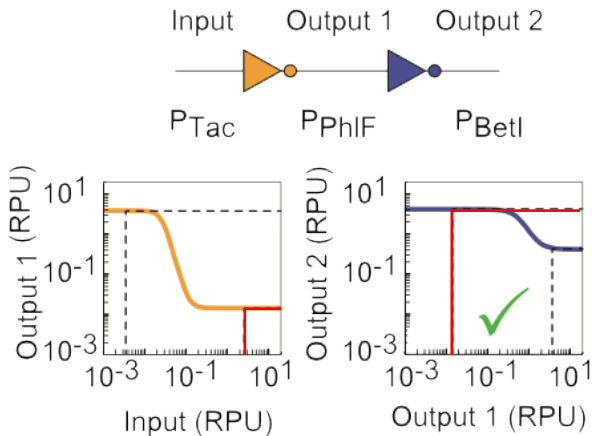 Input Output 1 Output 2
PTac PPhlF PBetI
Output 1 (RPU)
10^1
10^-1
10^-3
10^-3 10^-1 10^1
Input (RPU)
Output 2 (RPU)
10^1
10^-1
10^-3
10^-3 10^-1 10^1
Output 1 (RPU)